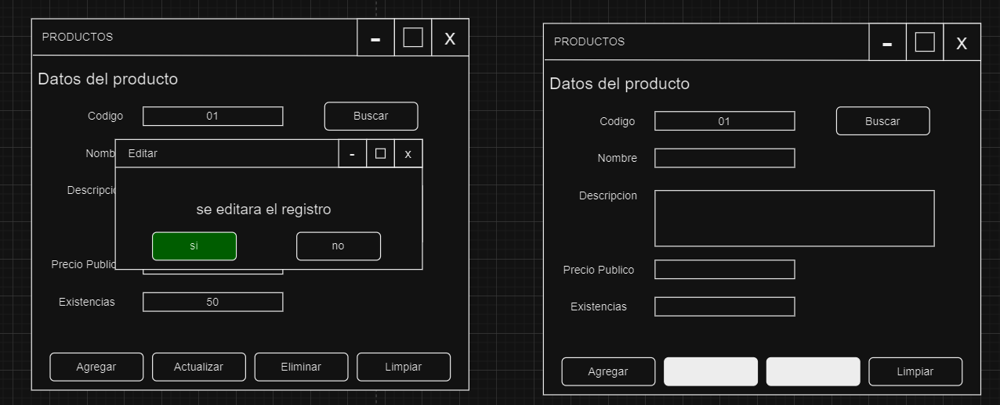 PRODUCTOS - X
Datos del producto
Codigo 01 Buscar
Nomb
Editar - x
Descripci
se editara el registro
si no
Precio Public
Existencias 50
Agregar Actualizar Eliminar Limpiar
PRODUCTOS - X
Datos del producto
Codigo 01 Buscar
Nombre
Descripcion
Precio Publico
Existencias
Agregar Limpiar